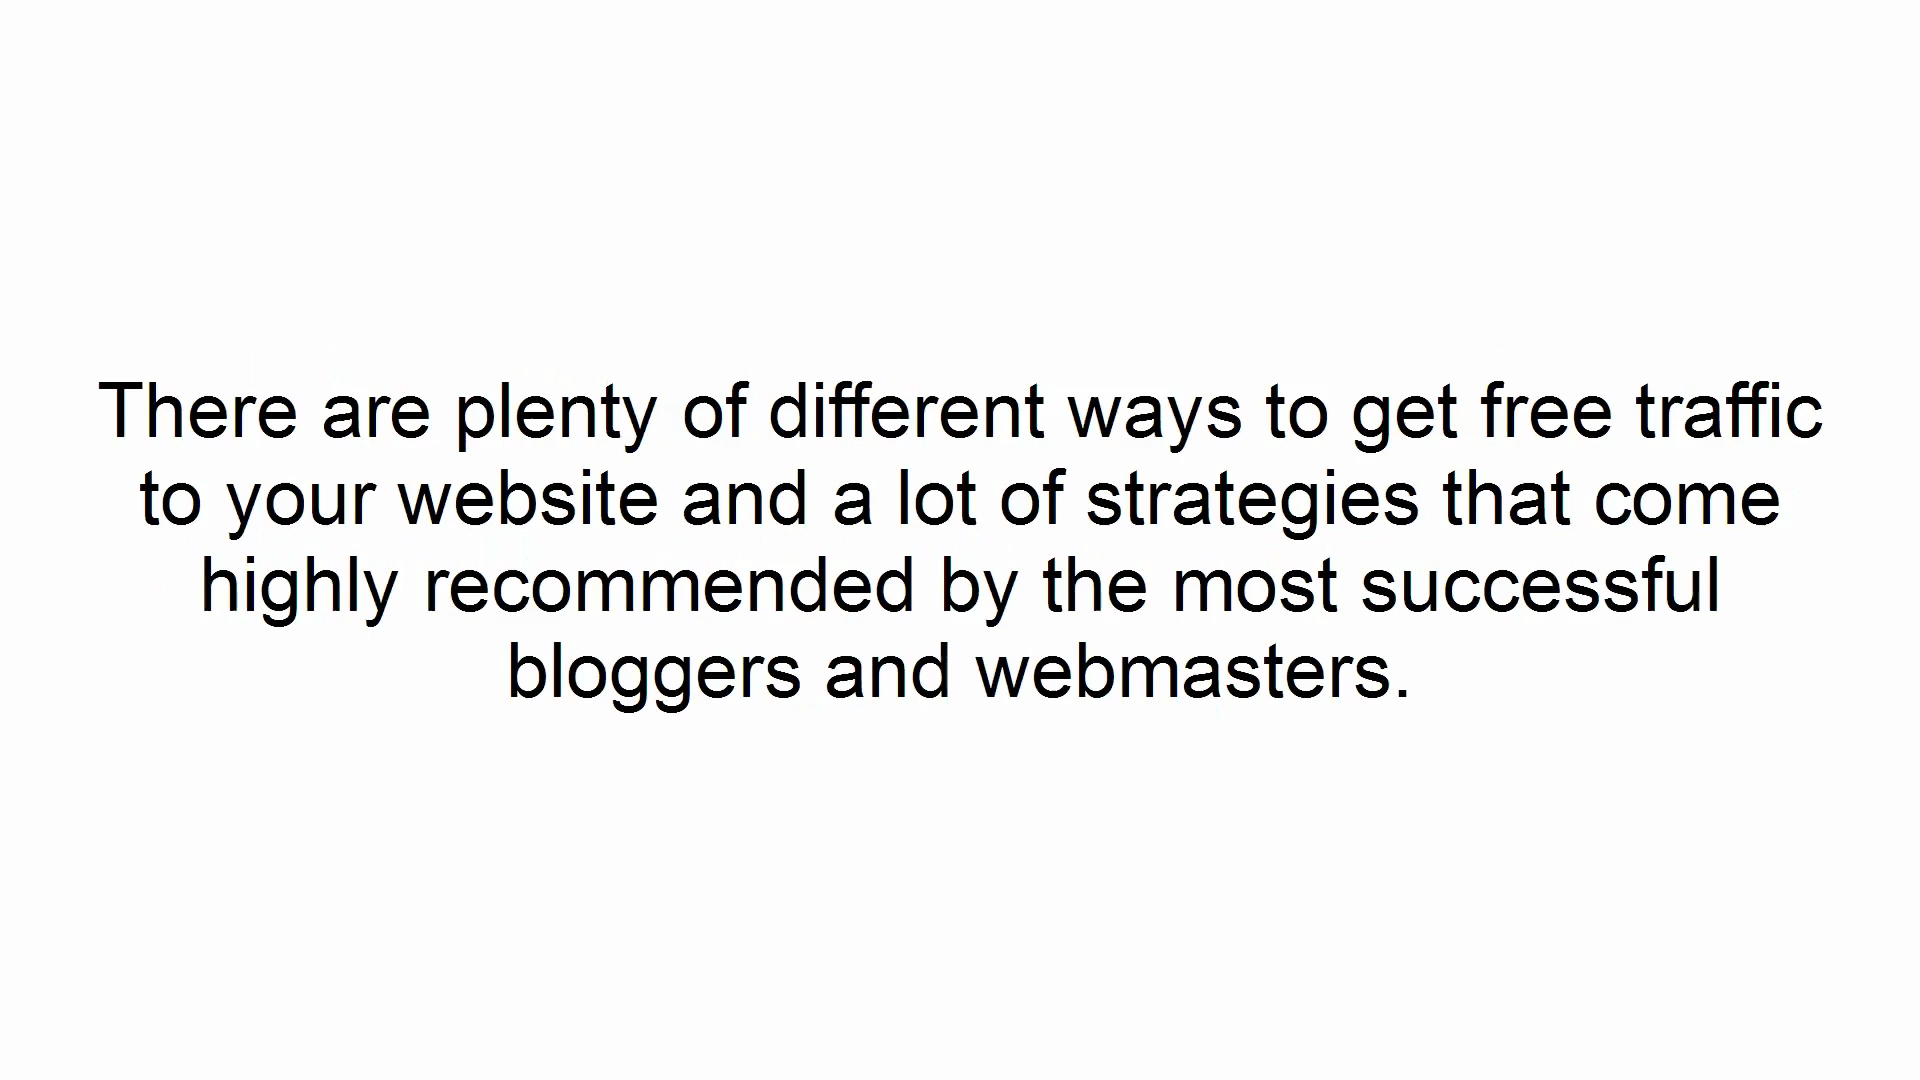 There are plenty of different ways to get free traffic
to your website and a lot of strategies that come
highly recommended by the most successful
bloggers and webmasters.